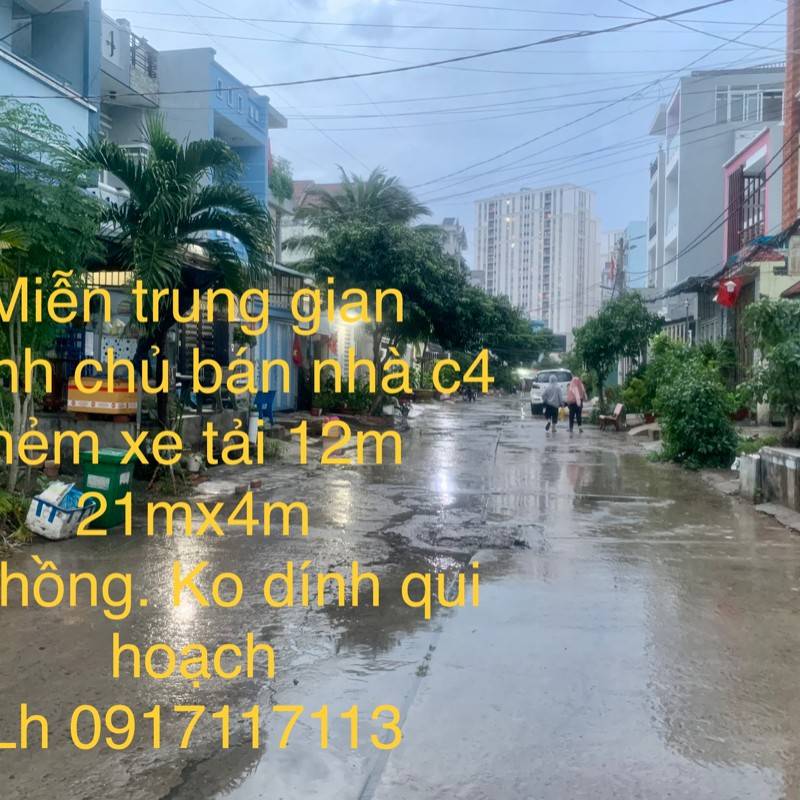 Miễn trung gian
nh chủ bán nhà c4
hẻm xe tải 12m
21mx4m
hồng. Ko dính qui
hoạch
Lh 0917117113